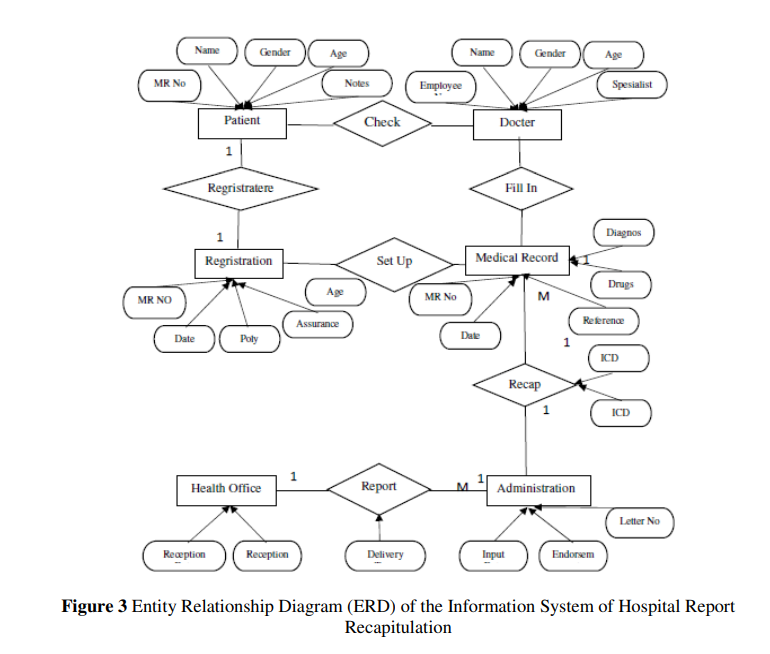 Name
Gender
Age
MR No
Notes
Name
Gender
Age
Employee
Spesialist
Patient
Check
Docter
1
Regristratere
Fill In
1
Regristration
Set Up
Medical Record
Diagnos
1
Drugs
MR NO
Age
MR No
M
Reference
Date
Poly
Assurance
Date
1
ICD
Recap
ICD
1
Health Office
1
Report
M
1
Administration
Letter No
Reception
Reception
Delivery
Input
Endorsem
Figure 3 Entity Relationship Diagram (ERD) of the Information System of Hospital Report
Recapitulation